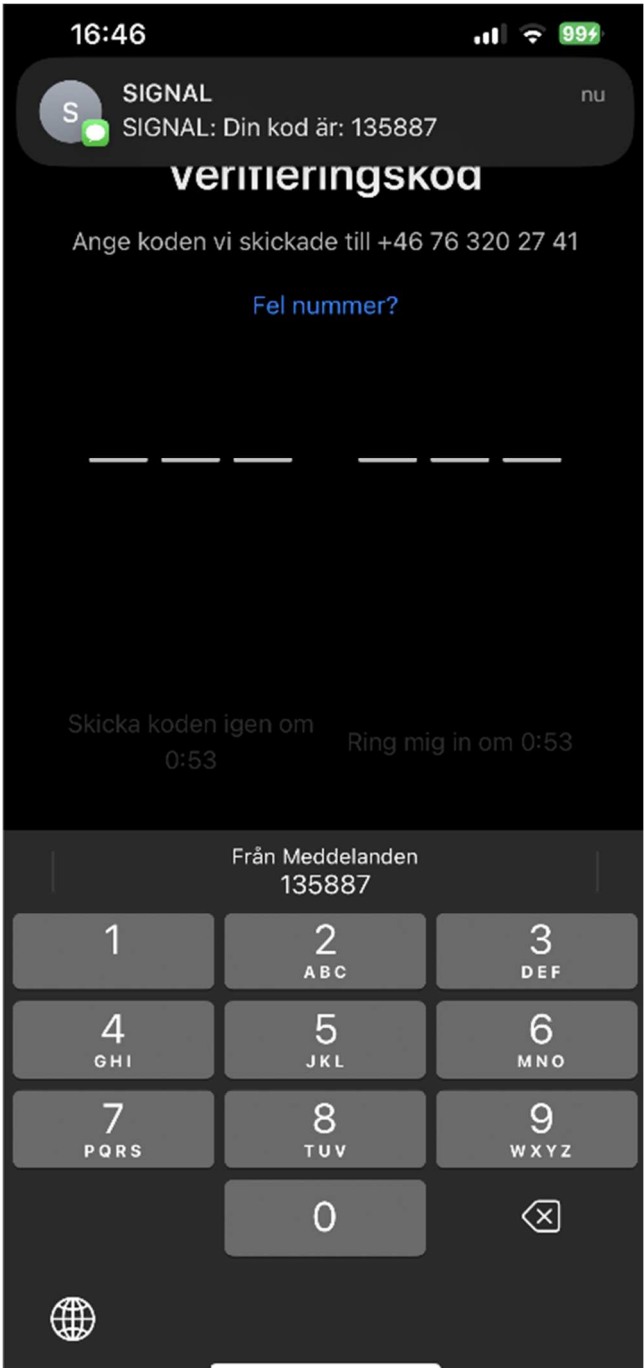 16:46
99
SIGNAL
nu
S
SIGNAL: Din kod är: 135887
Verifieringskod
Ange koden vi skickade till +46 76 320 27 41
Fel nummer?
Skicka koden igen om
0:53
Ring mig in om 0:53
Från Meddelanden
135887
1
2
ABC
3
DEF
4
GHI
5
JKL
6
MNO
7
PQRS
8
TUV
9
WXYZ
0